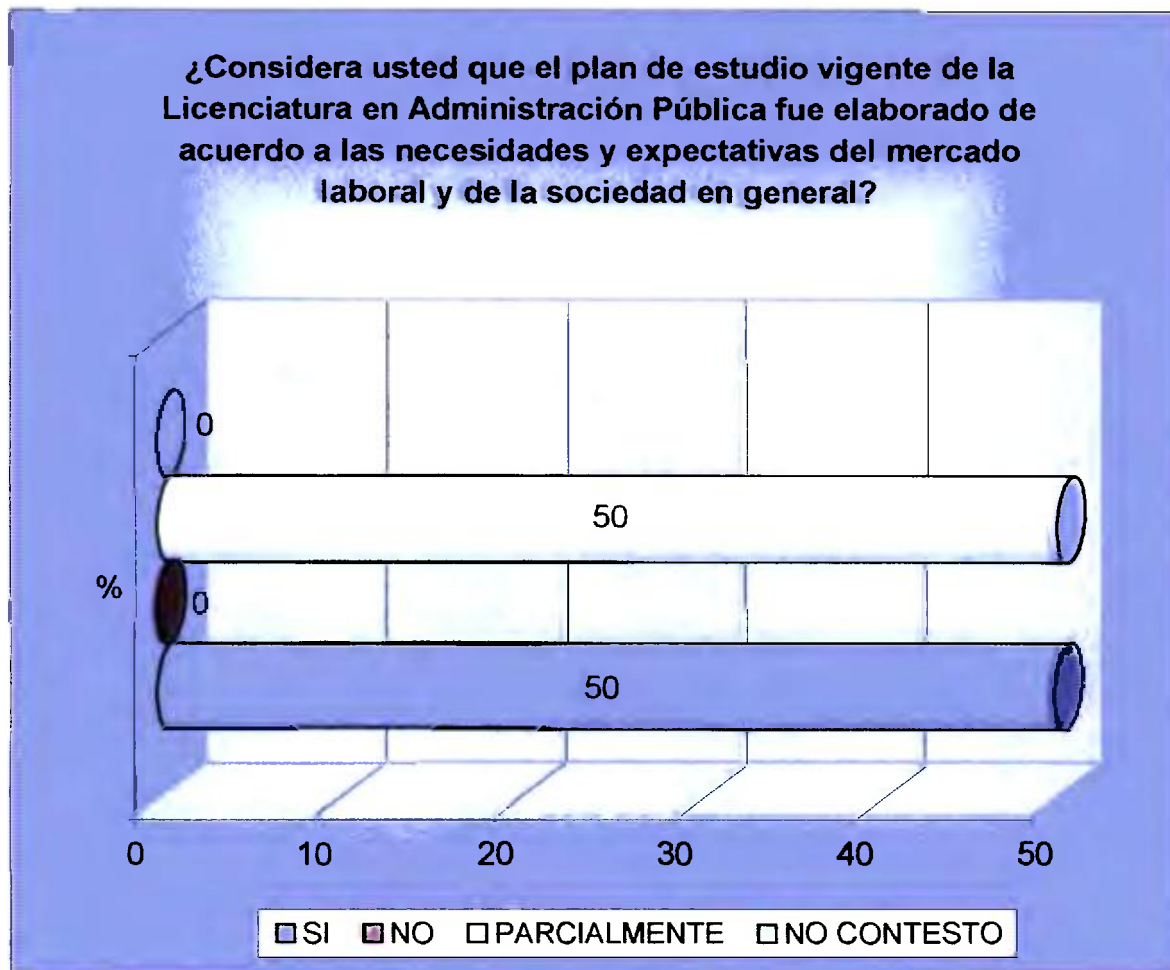 ¿Considera usted que el plan de estudio vigente de la
Licenciatura en Administración Pública fue elaborado de
acuerdo a las necesidades y expectativas del mercado
laboral y de la sociedad en general?
0
50
%
0
50
0 10 20 30 40 50
SI NO PARCIALMENTE NO CONTESTO